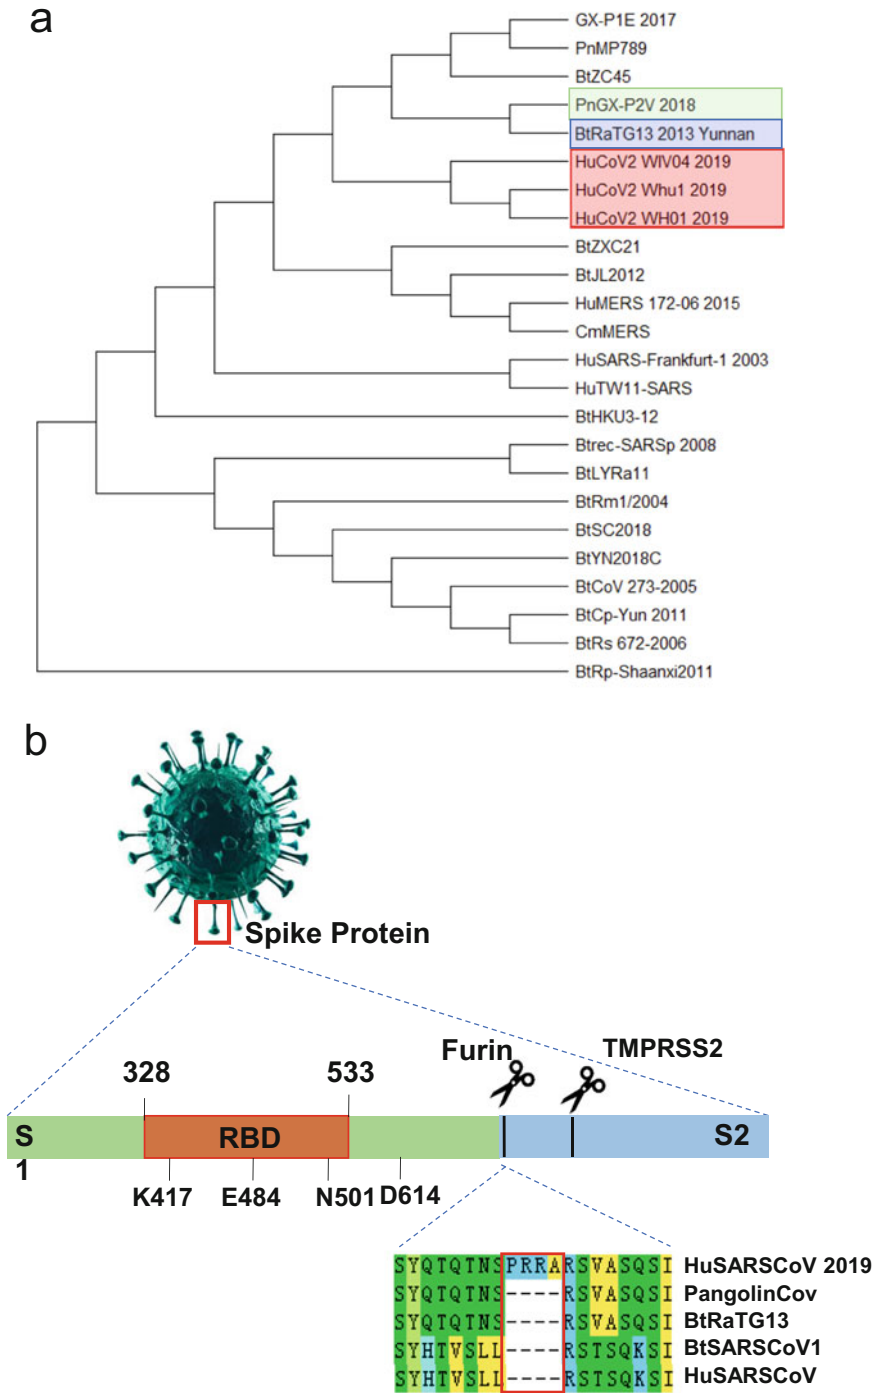 a
GX-P1E 2017
PnMP789
BtZC45
PnGX-P2V 2018
BtRaTG13 2013 Yunnan
HuCoV2 WIV04 2019
HuCoV2 Whu1 2019
HuCoV2 WH01 2019
BtZXC21
BtJL2012
HuMERS 172-06 2015
CmMERS
HuSARS-Frankfurt-1 2003
HuTW11-SARS
BtHKU3-12
Btrec-SARSp 2008
BtLYRa11
BtRm1/2004
BtSC2018
BtYN2018C
BtCoV 273-2005
BtCp-Yun 2011
BtRs 672-2006
BtRp-Shaanxi2011
b
Spike Protein
Furin TMPRSS2
328 533
S1 RBD S2
K417 E484 N501 D614
SYQTQTNSPRRARSVASQSI HuSARSCoV 2019
SYQTQTNS----RSVASQSI PangolinCov
SYQTQTNS----RSVASQSI BtRaTG13
SYHTVSLL----RSTSQKSI BtSARSCoV1
SYHTVSLL----RSTSQKSI HuSARSCoV